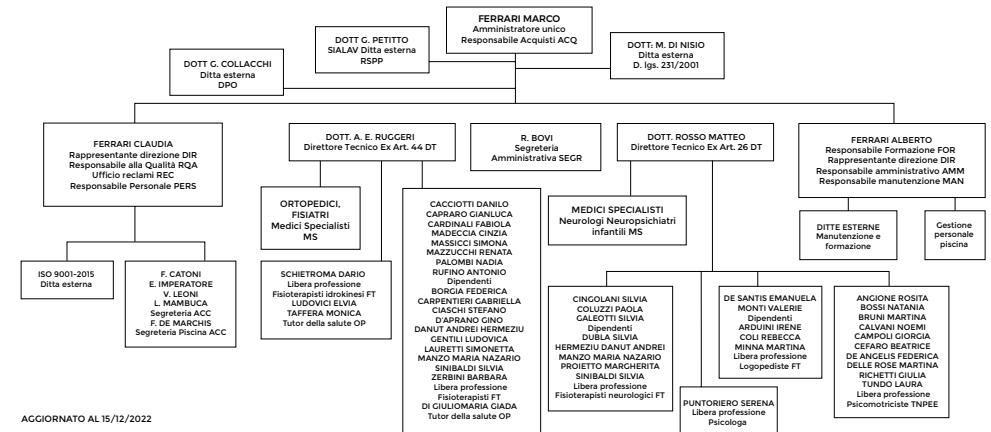 FERRARI MARCO
Amministratore unico
Responsabile Acquisti ACQ
DOTT G. PETITTO
SIALAV Ditta esterna
RSPP
DOTT: M. DI NISIO
Ditta esterna
D. lgs. 231/2001
DOTT G. COLLACCHI
Ditta esterna
DPO
FERRARI CLAUDIA
Rappresentante direzione DIR
Responsabile alla Qualità RQA
Ufficio reclami REC
Responsabile Personale PERS
DOTT. A. E. RUGGERI
Direttore Tecnico Ex Art. 44 DT
R. BOVI
Segreteria
Amministrativa SEGR
DOTT. ROSSO MATTEO
Direttore Tecnico Ex Art. 26 DT
FERRARI ALBERTO
Responsabile Formazione FOR
Rappresentante direzione DIR
Responsabile amministrativo AMM
Responsabile manutenzione MAN
ORTOPEDICI,
FISIATRI
Medici Specialisti
MS
MEDICI SPECIALISTI
Neurologi Neuropsichiatri
infantili MS
DITTE ESTERNE
Manutenzione e
formazione
Gestione
personale
piscina
ISO 9001-2015
Ditta esterna
F. CATONI
E. IMPERATORE
V. LEONI
L. MAMBUCA
Segreteria ACC
F. DE MARCHIS
Segreteria Piscina ACC
SCHIETROMA DARIO
Libera professione
Fisioterapisti idrokinesi FT
LUDOVICI ELVIA
TAFFERA MONICA
Tutor della salute OP
CACCIOTTI DANILO
CAPRARO GIANLUCA
CARDINALI FABIOLA
MADECCIA CINZIA
MASSICCI SIMONA
MAZZUCCHI RENATA
PALOMBI NADIA
RUFINO ANTONIO
Dipendenti
BORGIA FEDERICA
CARPENTIERI GABRIELLA
CIASCHI STEFANO
D'APRANO GINO
DANUT ANDREI HERMEZIU
GENTILI LUDOVICA
LAURETTI SIMONETTA
MANZO MARIA NAZARIO
SINIBALDI SILVIA
ZERBINI BARBARA
Libera professione
Fisioterapisti FT
DI GIULIOMARIA GIADA
Tutor della salute OP
CINGOLANI SILVIA
COLUZZI PAOLA
GALEOTTI SILVIA
Dipendenti
DUBLA SILVIA
HERMEZIU DANUT ANDREI
MANZO MARIA NAZARIO
PROIETTO MARGHERITA
SINIBALDI SILVIA
Libera professione
Fisioterapisti neurologici FT
PUNTORIERO SERENA
Libera professione
Psicologa
DE SANTIS EMANUELA
MONTI VALERIE
Dipendenti
ARDUINI IRENE
COLI REBECCA
MINNA MARTINA
Libera professione
Logopediste FT
ANGIONE ROSITA
BOSSI NATANIA
BRUNI MARTINA
CALVANI NOEMI
CAMPOLI GIORGIA
CEFARO BEATRICE
DE ANGELIS FEDERICA
DELLE ROSE MARTINA
RICHETTI GIULIA
TUNDO LAURA
Libera professione
Psicomotriciste TNPEE
AGGIORNATO AL 15/12/2022